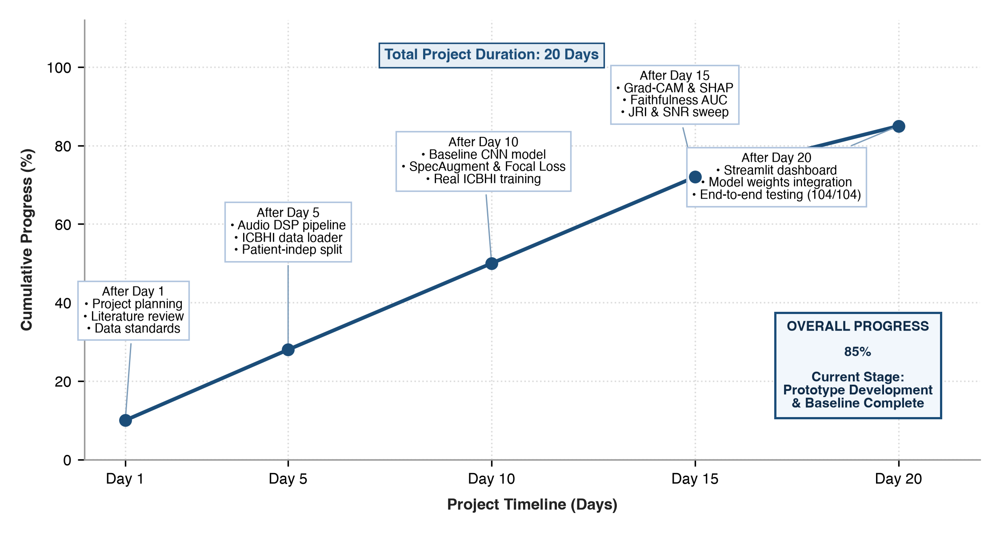 Total Project Duration: 20 Days
After Day 15
• Grad-CAM & SHAP
• Faithfulness AUC
• JRI & SNR sweep
After Day 10
• Baseline CNN model
• SpecAugment & Focal Loss
• Real ICBHI training
After Day 20
• Streamlit dashboard
• Model weights integration
• End-to-end testing (104/104)
After Day 5
• Audio DSP pipeline
• ICBHI data loader
• Patient-indep split
After Day 1
• Project planning
• Literature review
• Data standards
OVERALL PROGRESS
85%
Current Stage:
Prototype Development
& Baseline Complete
Cumulative Progress (%)
100
80
60
40
20
0
Day 1
Day 5
Day 10
Day 15
Day 20
Project Timeline (Days)